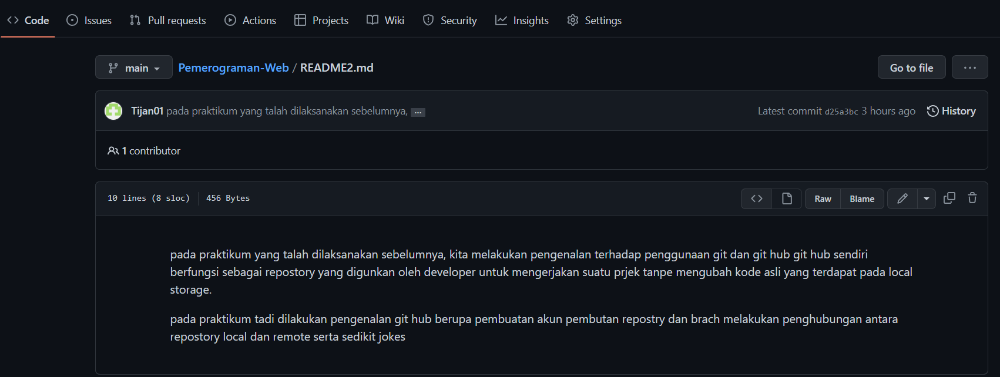 Code Issues Pull requests Actions Projects Wiki Security Insights Settings
main Pemerograman-Web / README2.md Go to file ...
Tijan01 pada praktikum yang talah dilaksanakan sebelumnya, ... Latest commit d25a3bc 3 hours ago History
1 contributor
10 lines (8 sloc) 456 Bytes Raw Blame
pada praktikum yang talah dilaksanakan sebelumnya, kita melakukan pengenalan terhadap penggunaan git dan git hub git hub sendiri
berfungsi sebagai repostory yang digunkan oleh developer untuk mengerjakan suatu prjek tanpe mengubah kode asli yang terdapat pada local
storage.
pada praktikum tadi dilakukan pengenalan git hub berupa pembuatan akun pembutan repostry dan brach melakukan penghubungan antara
repostory local dan remote serta sedikit jokes